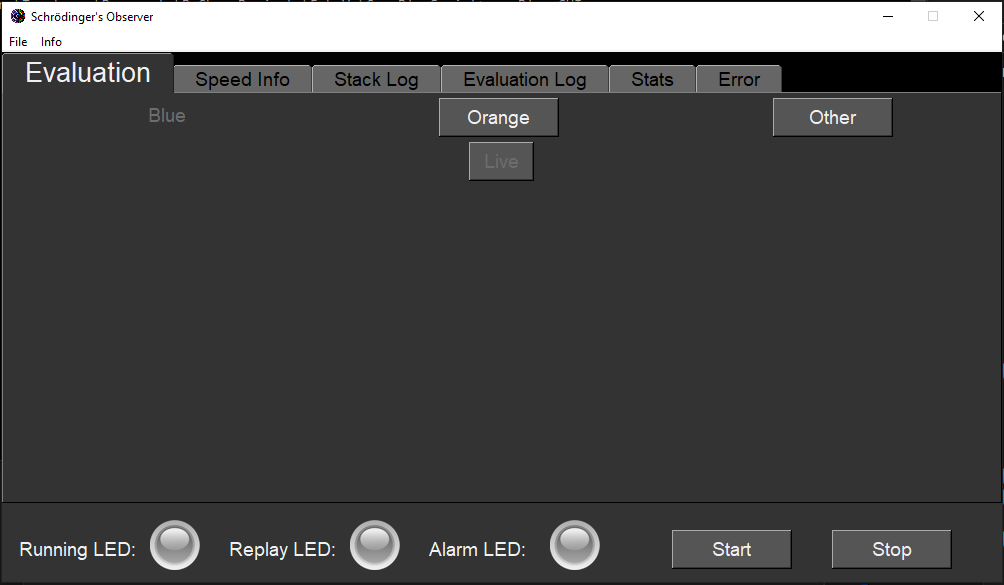 Schrödinger's Observer
File Info
Evaluation Speed Info Stack Log Evaluation Log Stats Error
Blue Orange Other
Live
Running LED: Replay LED: Alarm LED: Start Stop